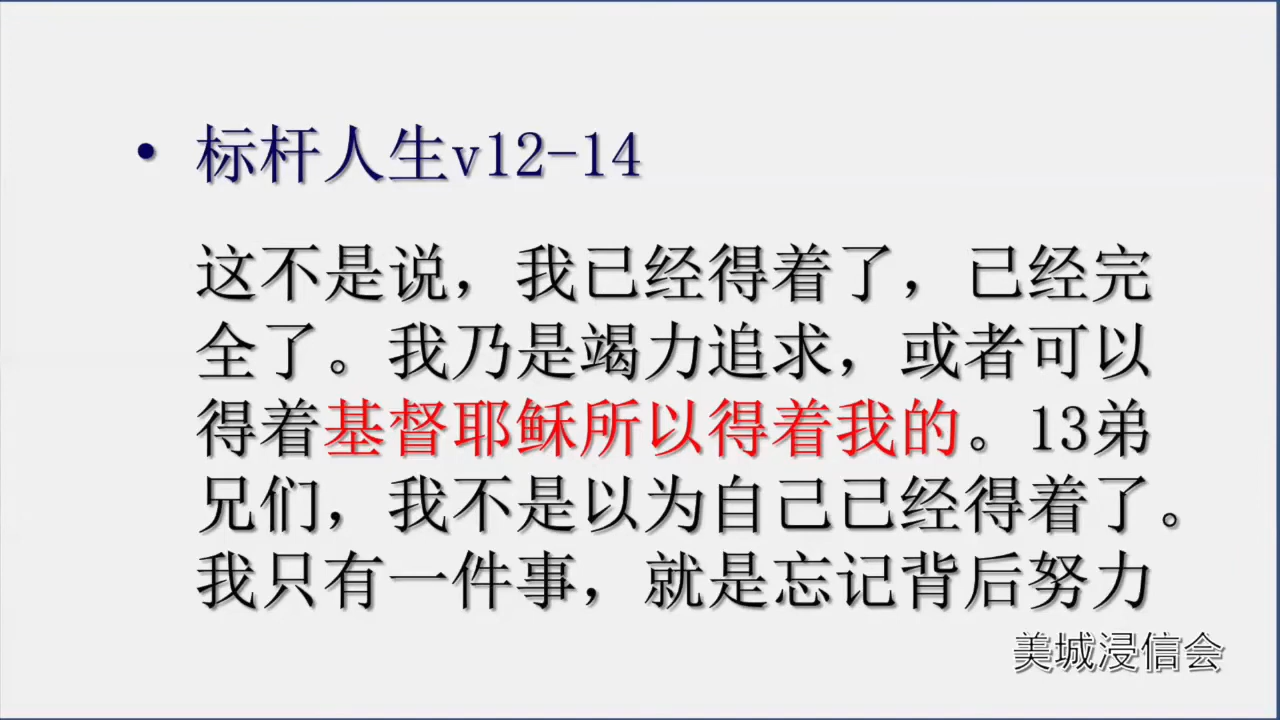 • 标杆人生v12-14
这不是说，我已经得着了，已经完
全了。我乃是竭力追求，或者可以
得着基督耶稣所以得着我的。13弟
兄们，我不是以为自己已经得着了。
我只有一件事，就是忘记背后努力
美城浸信会